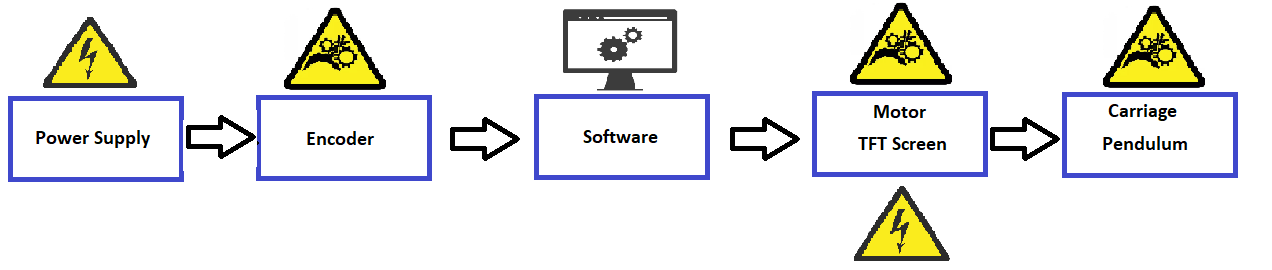 Power Supply
Encoder
Software
Motor
TFT Screen
Carriage
Pendulum